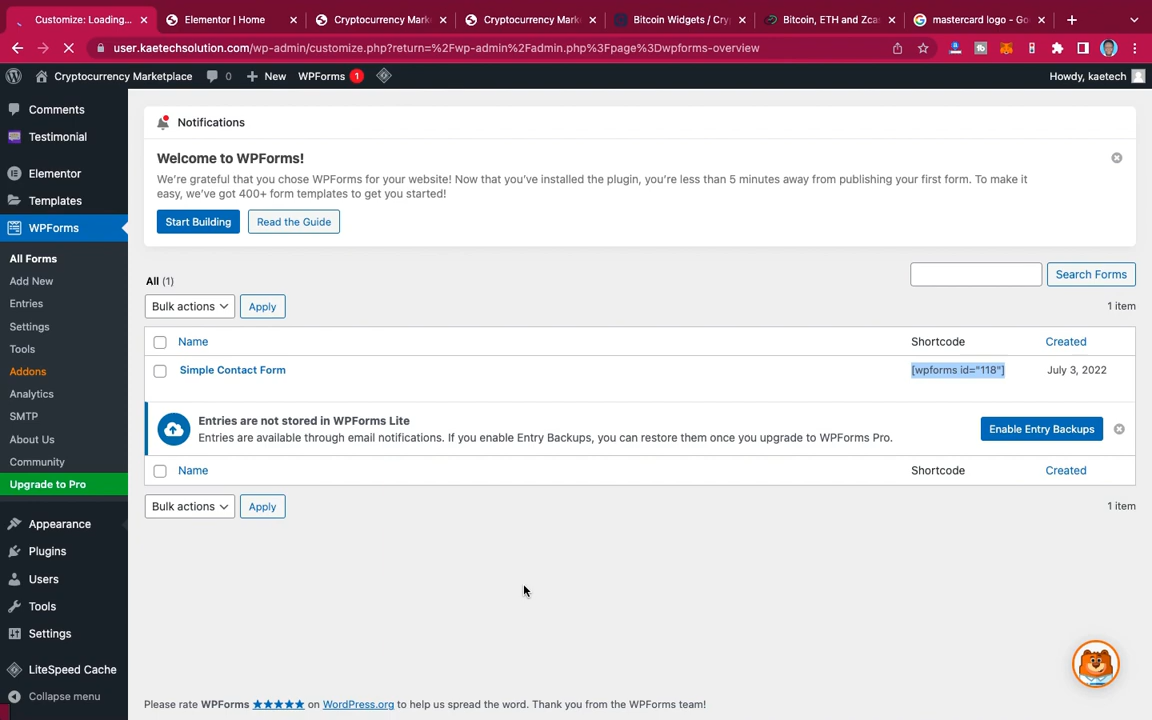 Customize: Loading...
Elementor | Home
Cryptocurrency Mark
Cryptocurrency Mark
Bitcoin Widgets / Cry
Bitcoin, ETH and Zcas
mastercard logo - Go
user.kaetechsolution.com/wp-admin/customize.php?return=%2Fwp-admin%2Fadmin.php%3Fpage%3Dwpforms-overview
Cryptocurrency Marketplace
0
New
WPForms 1
Howdy, kaetech
Comments
Testimonial
Elementor
Templates
WPForms
All Forms
Add New
Entries
Settings
Tools
Addons
Analytics
SMTP
About Us
Community
Upgrade to Pro
Appearance
Plugins
Users
Tools
Settings
LiteSpeed Cache
Collapse menu
Notifications
Welcome to WPForms!
We're grateful that you chose WPForms for your website! Now that you've installed the plugin, you're less than 5 minutes away from publishing your first form. To make it
easy, we've got 400+ form templates to get you started!
Start Building
Read the Guide
All (1)
Search Forms
Bulk actions
Apply
1 item
Name
Shortcode
Created
Simple Contact Form
[wpforms id="118"]
July 3, 2022
Entries are not stored in WPForms Lite
Entries are available through email notifications. If you enable Entry Backups, you can restore them once you upgrade to WPForms Pro.
Enable Entry Backups
Name
Shortcode
Created
Bulk actions
Apply
1 item
Please rate WPForms ★★★★★ on WordPress.org to help us spread the word. Thank you from the WPForms team!